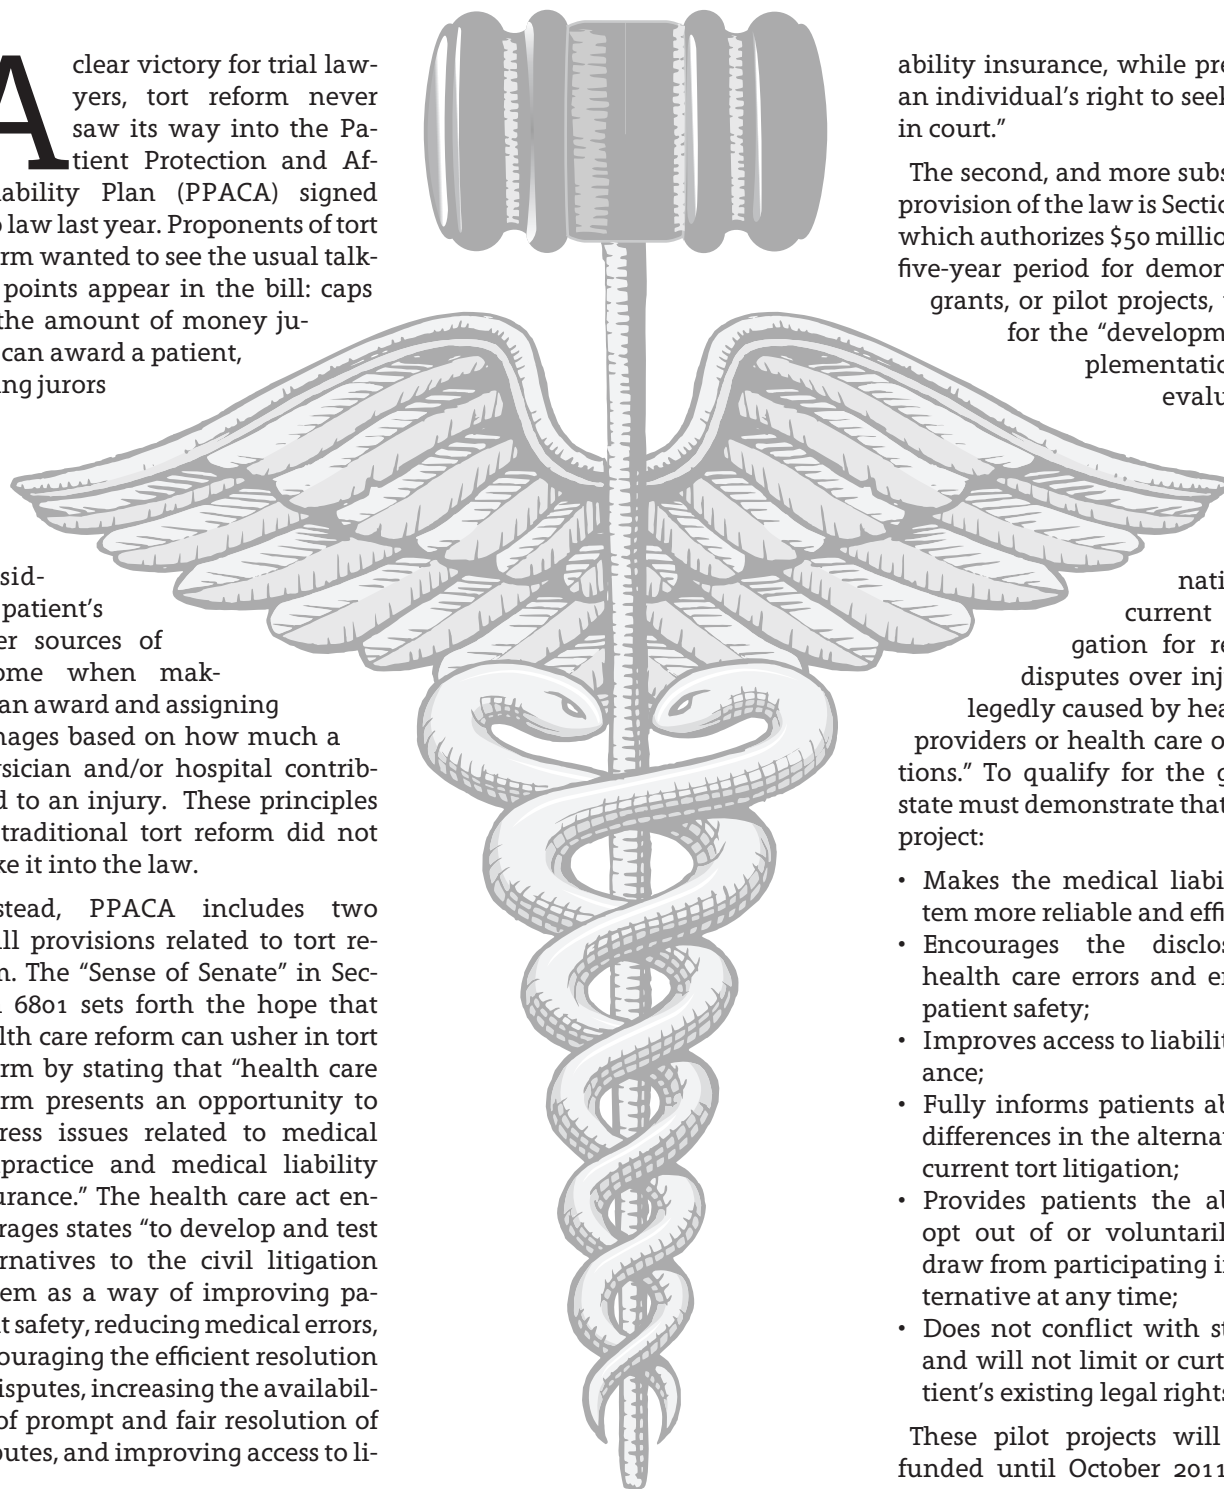 A clear victory for trial law-
yers, tort reform never
saw its way into the Pa-
tient Protection and Af-
ability Plan (PPACA) signed
law last year. Proponents of tort
rm wanted to see the usual talk-
points appear in the bill: caps
the amount of money ju-
can award a patient,
ng jurors
sid-
patient's
er sources of
ome when mak-
an award and assigning
mages based on how much a
sician and/or hospital contrib-
d to an injury. These principles
traditional tort reform did not
ke it into the law.
stead, PPACA includes two
ll provisions related to tort re-
m. The “Sense of Senate” in Sec-
6801 sets forth the hope that
lth care reform can usher in tort
rm by stating that “health care
rm presents an opportunity to
ress issues related to medical
practice and medical liability
urance.” The health care act en-
rages states “to develop and test
rnatives to the civil litigation
em as a way of improving pa-
t safety, reducing medical errors,
ouraging the efficient resolution
isputes, increasing the availabil-
of prompt and fair resolution of
putes, and improving access to li-
ability insurance, while pre
an individual's right to seek
in court.”
The second, and more subs
provision of the law is Sectio
which authorizes $50 millio
five-year period for demon
grants, or pilot projects,
for the “developm
plementatio
evalu
nati
current
gation for re
disputes over inj
legedly caused by hea
providers or health care o
tions.” To qualify for the g
state must demonstrate that
project:
• Makes the medical liabi
tem more reliable and effi
• Encourages the disclos
health care errors and e
patient safety;
• Improves access to liabilit
ance;
• Fully informs patients ab
differences in the alterna
current tort litigation;
• Provides patients the ab
opt out of or voluntaril
draw from participating i
ternative at any time;
• Does not conflict with st
and will not limit or curt
tient's existing legal rights
These pilot projects will
funded until October 2011